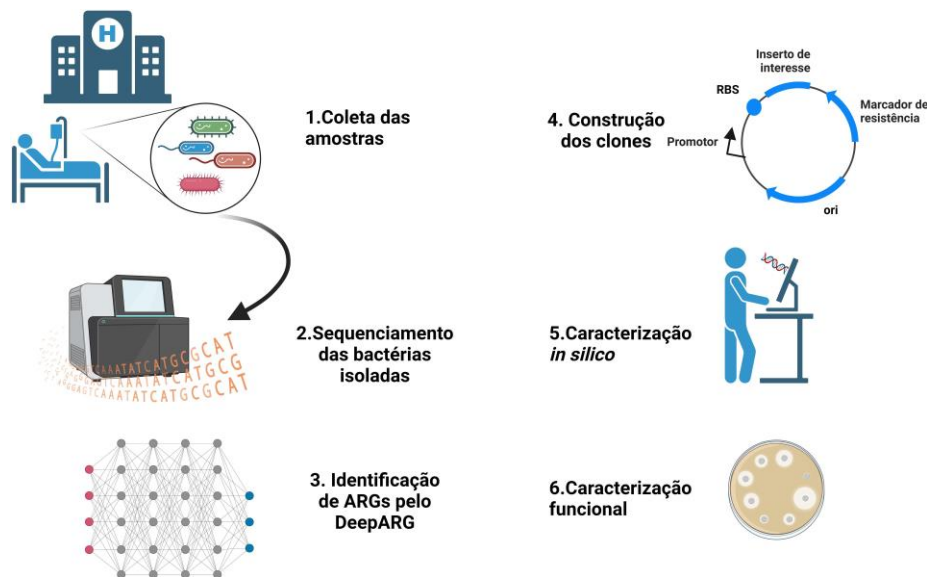 H
1.Coleta das
amostras
2.Sequenciamento
das bactérias
isoladas
3. Identificação
de ARGs pelo
DeepARG
4. Construção
dos clones
Inserto de
interesse
RBS
Marcador de
resistência
Promotor
ori
5.Caracterização
in silico
6.Caracterização
funcional